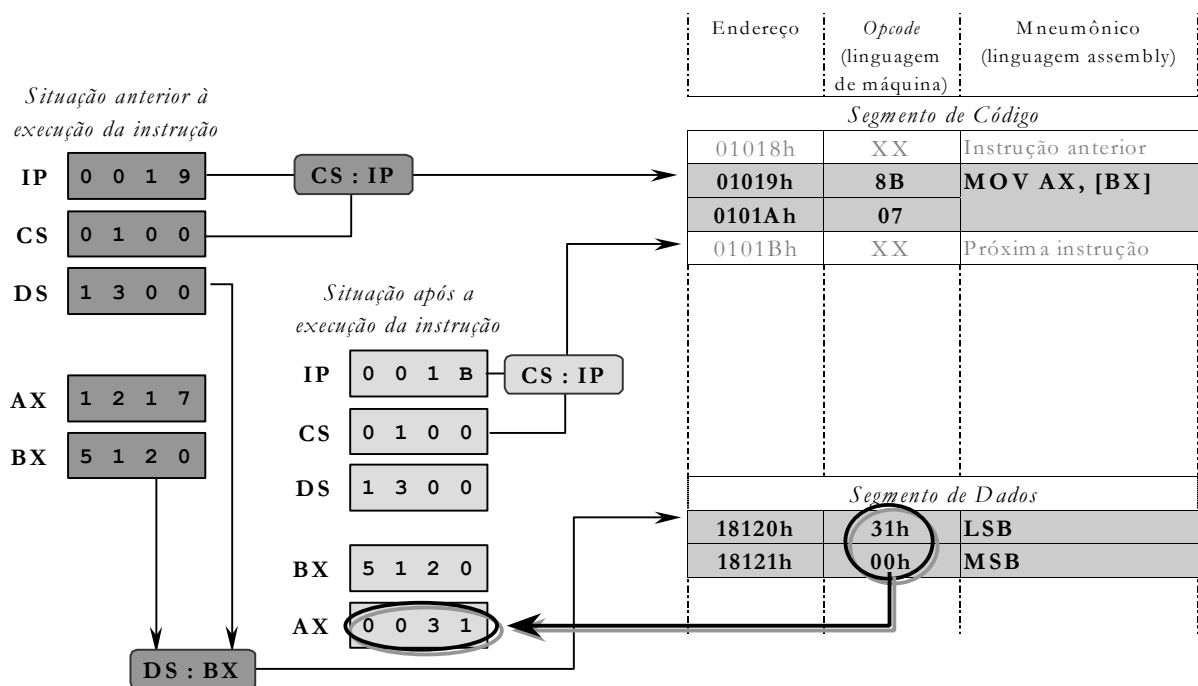 Endereço
Opcode
(linguagem
de máquina)
Mneumônico
(linguagem assembly)
Segmento de Código
01018h XX Instrução anterior
01019h 8B MOV AX, [BX]
0101Ah 07
0101Bh XX Próxima instrução
Segmento de Dados
18120h 31h LSB
18121h 00h MSB
Situação anterior à
execução da instrução
IP 0 0 1 9
CS 0 1 0 0
DS 1 3 0 0
AX 1 2 1 7
BX 5 1 2 0
CS : IP
DS : BX
Situação após a
execução da instrução
IP 0 0 1 B
CS 0 1 0 0
DS 1 3 0 0
BX 5 1 2 0
AX 0 0 3 1
CS : IP